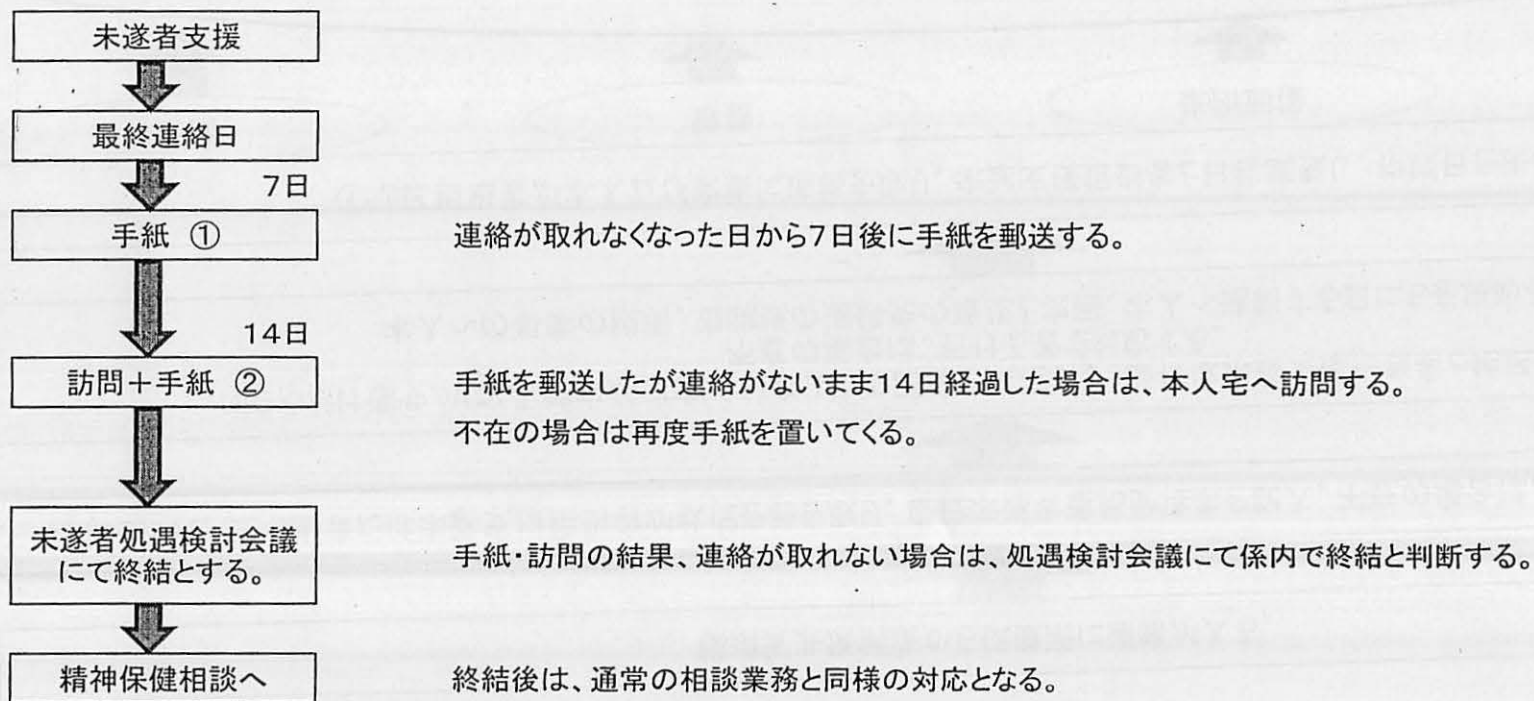 未遂者支援
最終連絡日
7日
手紙 ①
連絡が取れなくなった日から7日後に手紙を郵送する。
14日
訪問+手紙 ②
手紙を郵送したが連絡がないまま14日経過した場合は、本人宅へ訪問する。
不在の場合は再度手紙を置いてくる。
未遂者処遇検討会議
にて終結とする。
手紙・訪問の結果、連絡が取れない場合は、処遇検討会議にて係内で終結と判断する。
精神保健相談へ
終結後は、通常の相談業務と同様の対応となる。